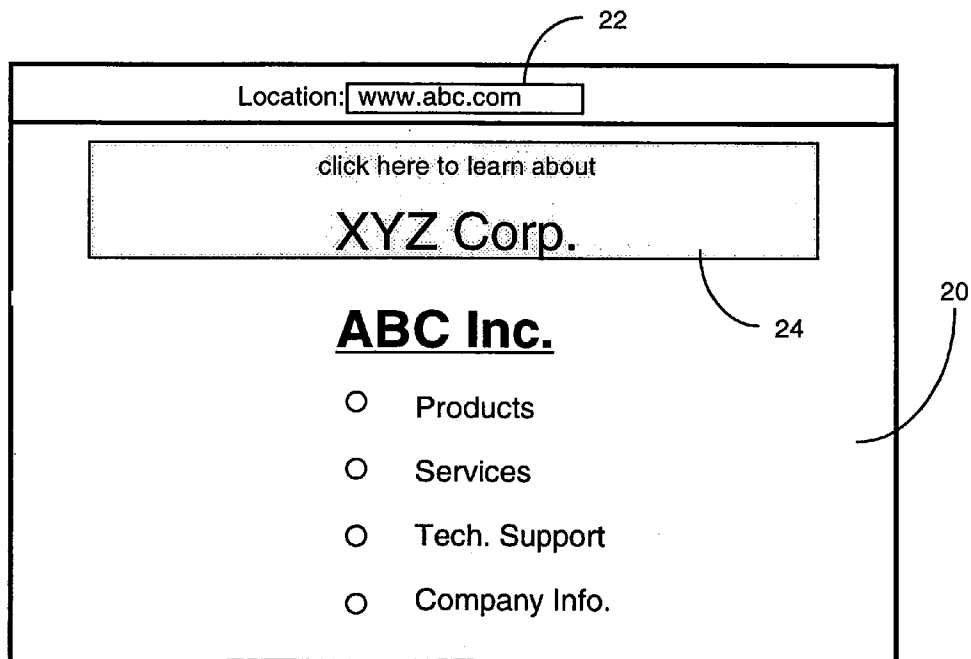 22
Location: www.abc.com
click here to learn about
XYZ Corp.
20
24
ABC Inc.
Products
Services
Tech. Support
Company Info.